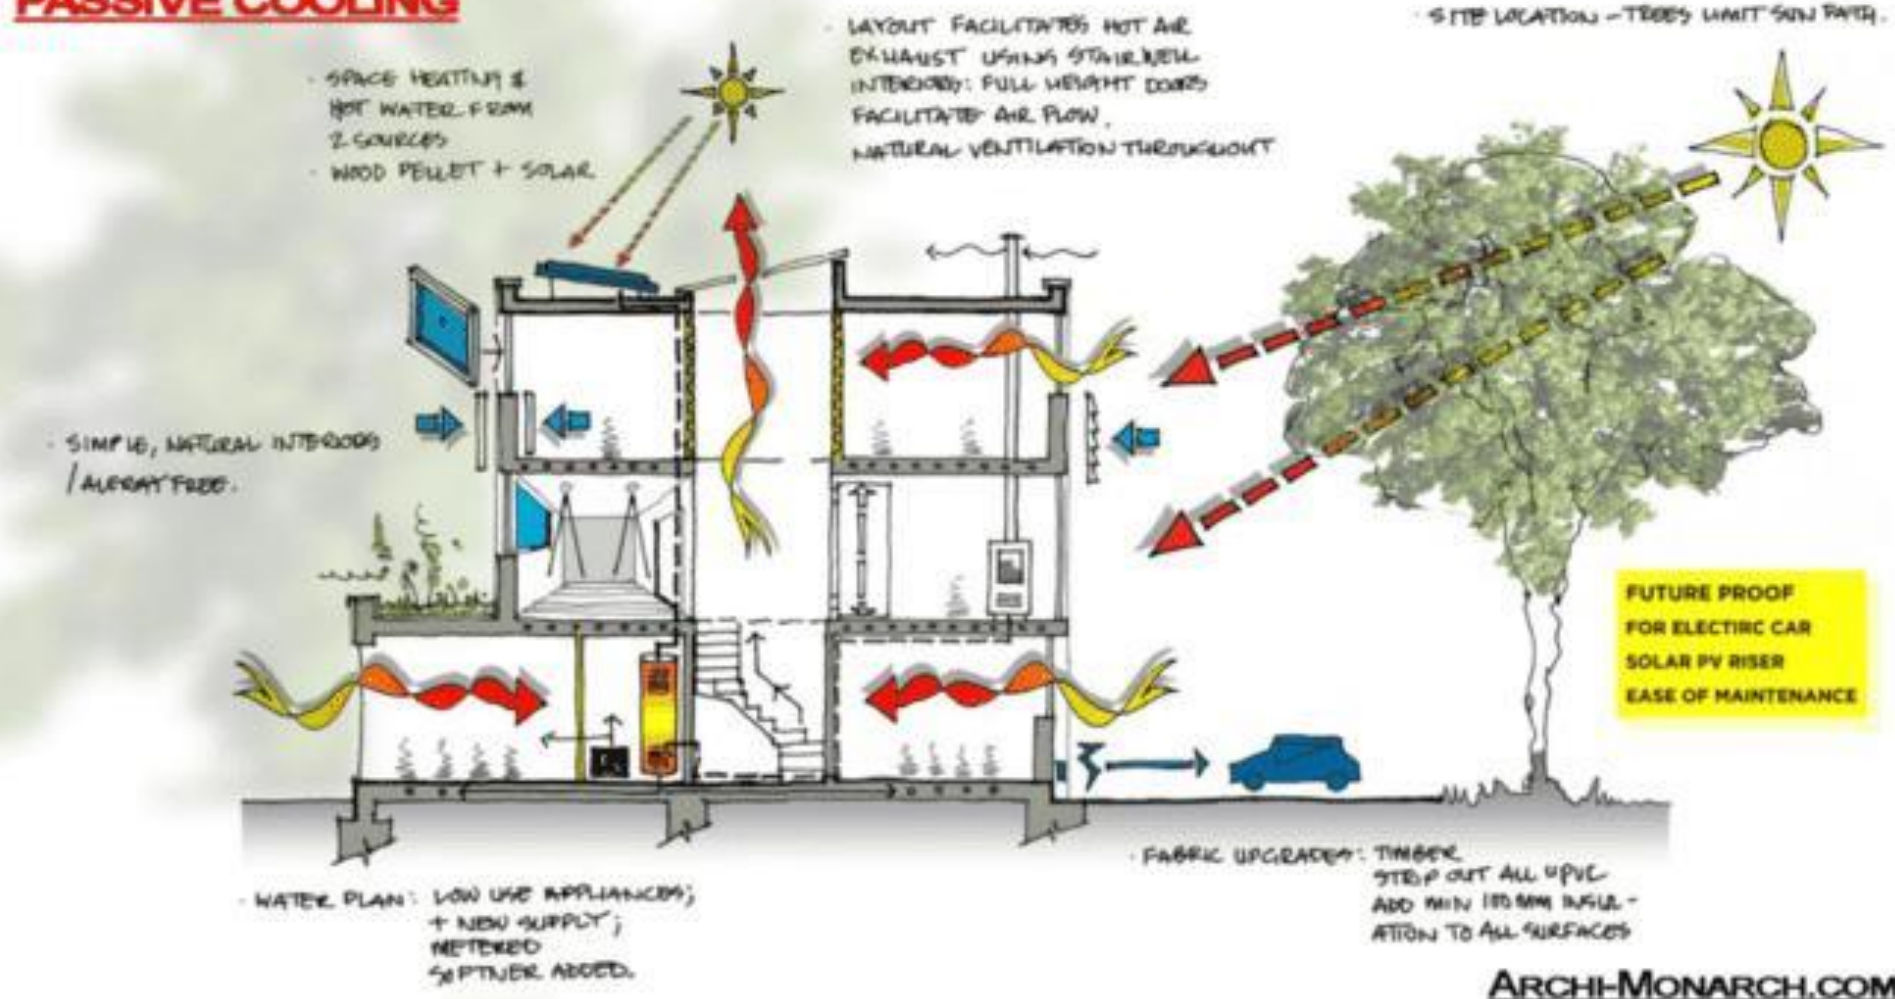 PASSIVE COOLING
· SPACE HEATING &
HOT WATER FROM
2 SOURCES
· WOOD PELLET + SOLAR
· LAYOUT FACILITATES HOT AIR
EXHAUST USING STAIRWELL
INTERIORS: FULL HEIGHT DOORS
FACILITATE AIR FLOW.
NATURAL VENTILATION THROUGHOUT
· SITE LOCATION - TREES LIMIT SUN PATH.
· SIMPLE, NATURAL INTERIORS
/ FREE.
FUTURE PROOF
FOR ELECTIRC CAR
SOLAR PV RISER
EASE OF MAINTENANCE
· WATER PLAN: LOW USE APPLIANCES;
+ NEW SUPPLY;
METERED
SOFTNER ADDED.
· FABRIC UPGRADES: TIMBER
STRIP OUT ALL UPVC
ADD MIN 100MM INSUL-
ATION TO ALL SURFACES
ARCHI-MONARCH.COM